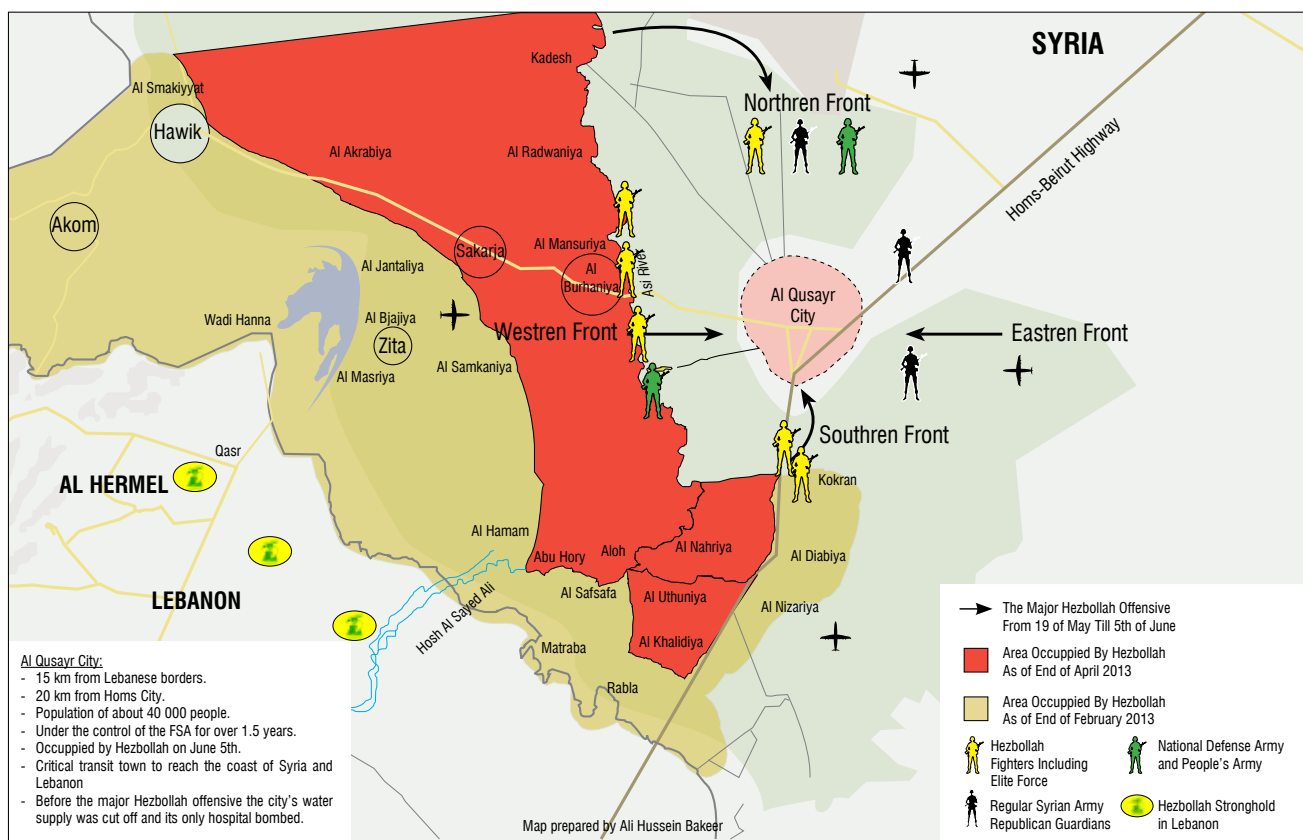 SYRIA
Kadesh
Al Smakiyyat
Northren Front
Hawik
Homs-Beirut Highway
Al Akrabiya
Al Radwaniya
Akom
Sakarja
Al Mansuriya
Al
Burhaniya
Asi River
Al Jantaliya
Al Qusayr
City
Wadi Hanna
Al Bjajiya
Zita
Westren Front
Eastren Front
Al Masriya
Al Samkaniya
Southren Front
Qasr
AL HERMEL
Kokran
Al Hamam
Abu Hory
Aloh
Al Nahriya
Al Diabiya
LEBANON
Hosh Al Sayed Ali
Al Safsafa
Al Uthuniya
Al Nizariya
Al Khalidiya
Matraba
Rabla
Al Qusayr City:
- 15 km from Lebanese borders.
- 20 km from Homs City.
- Population of about 40 000 people.
- Under the control of the FSA for over 1.5 years.
- Occuppied by Hezbollah on June 5th.
- Critical transit town to reach the coast of Syria and
Lebanon
- Before the major Hezbollah offensive the city's water
supply was cut off and its only hospital bombed.
Map prepared by Ali Hussein Bakeer
The Major Hezbollah Offensive
From 19 of May Till 5th of June
Area Occuppied By Hezbollah
As of End of April 2013
Area Occuppied By Hezbollah
As of End of February 2013
Hezbollah
Fighters Including
Elite Force
National Defense Army
and People's Army
Regular Syrian Army
Republican Guardians
Hezbollah Stronghold
in Lebanon